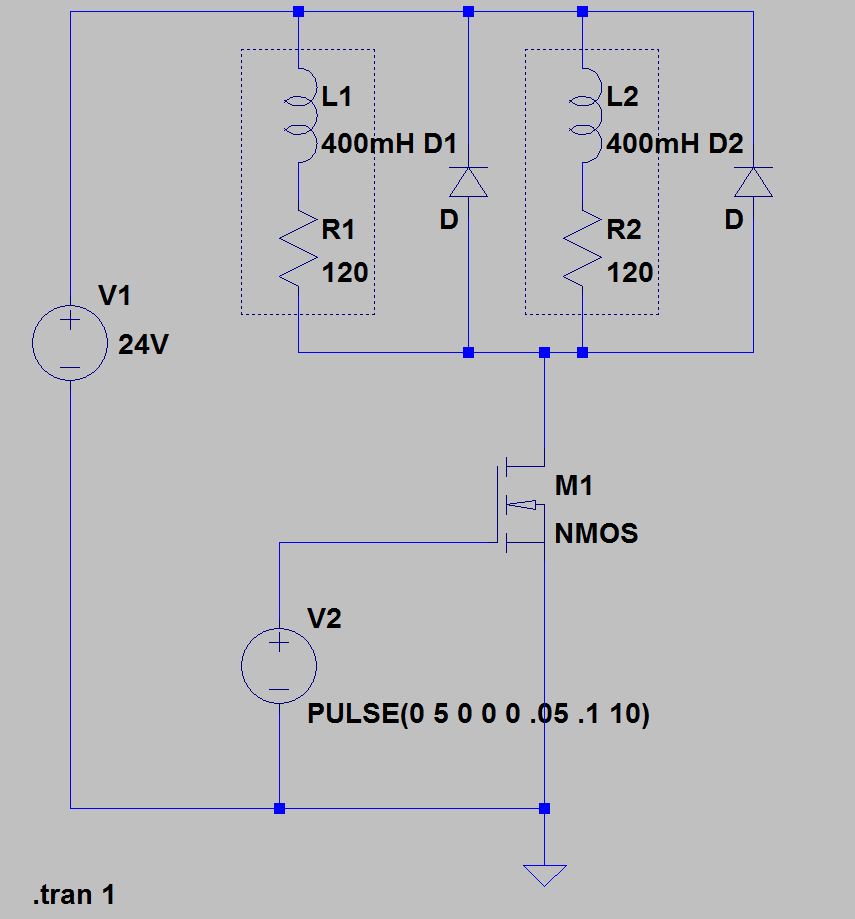 L1
400mH D1
L2
400mH D2
D
R1
120
D
R2
120
V1
24V
M1
NMOS
V2
PULSE(0 5 0 0 0 .05 .1 10)
.tran 1